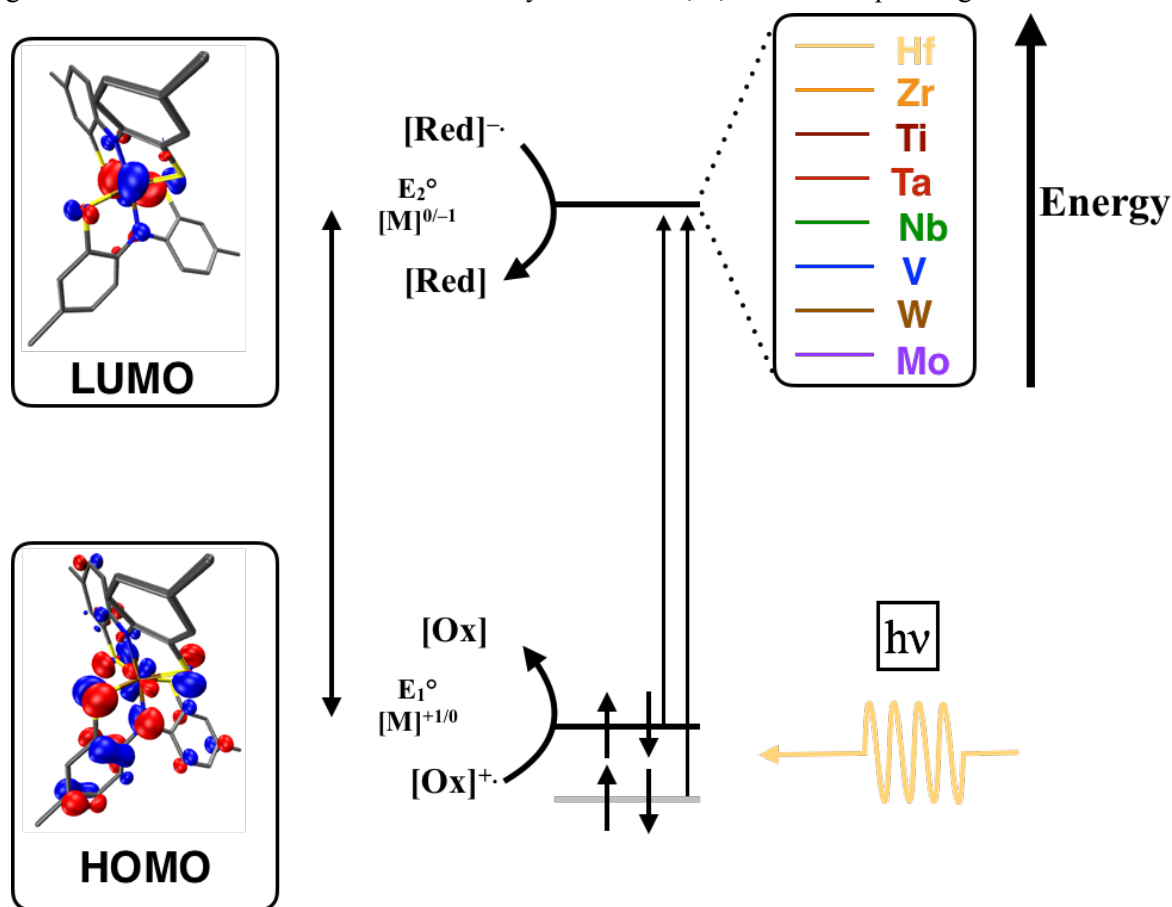 [Red]⁻·
E₂°
[M]⁰/⁻¹
[Red]
LUMO
Hf
Zr
Ti
Ta
Nb
V
W
Mo
Energy
[Ox]
E₁°
[M]⁺¹/⁰
[Ox]⁺·
HOMO
hν